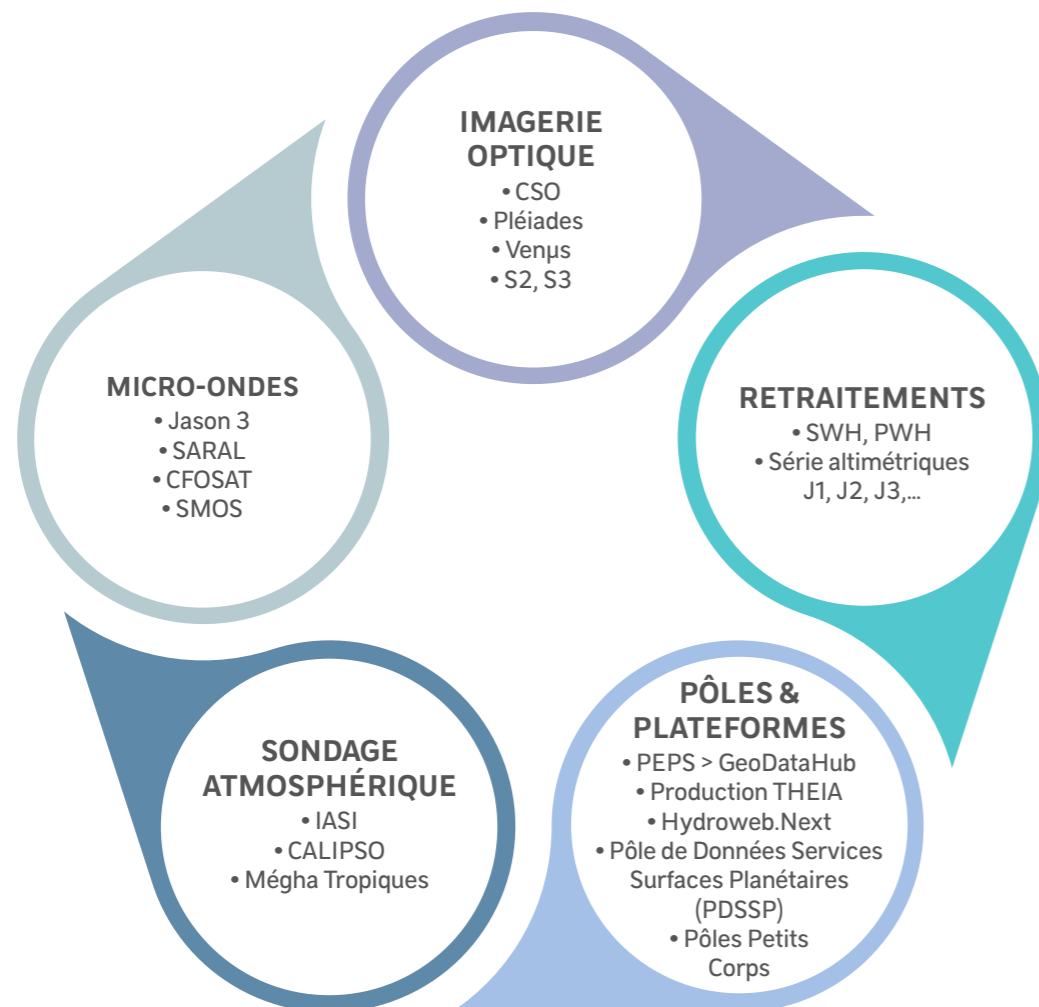 IMAGERIE
OPTIQUE
• CSO
• Pléiades
• Venμs
• S2, S3
MICRO-ONDES
• Jason 3
• SARAL
• CFOSAT
• SMOS
RETRAITEMENTS
• SWH, PWH
• Série altimétriques
J1, J2, J3,...
SONDAGE
ATMOSPHÉRIQUE
• IASI
• CALIPSO
• Mégha Tropiques
PÔLES &
PLATEFORMES
• PEPS > GeoDataHub
• Production THEIA
• Hydroweb.Next
• Pôle de Données Services
Surfaces Planétaires
(PDSSP)
• Pôles Petits
Corps